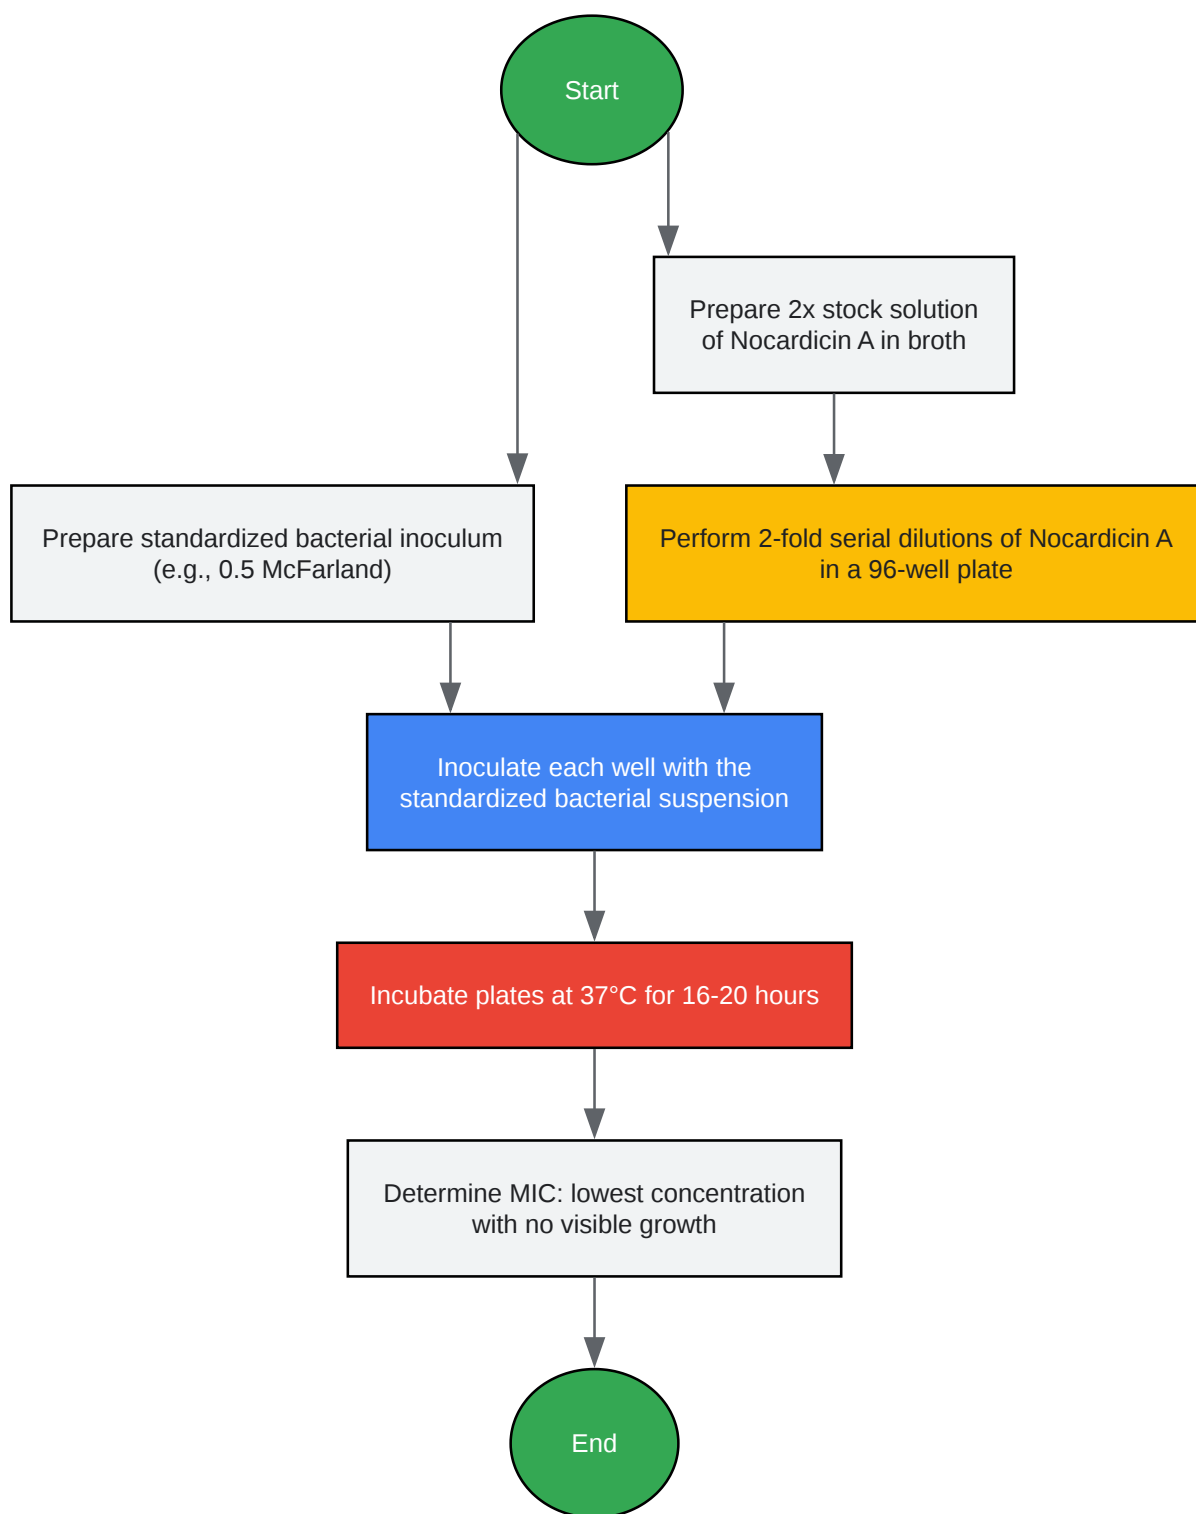 Start
Prepare 2x stock solution
of Nocardicin A in broth
Prepare standardized bacterial inoculum
(e.g., 0.5 McFarland)
Perform 2-fold serial dilutions of Nocardicin A
in a 96-well plate
Inoculate each well with the
standardized bacterial suspension
Incubate plates at 37°C for 16-20 hours
Determine MIC: lowest concentration
with no visible growth
End